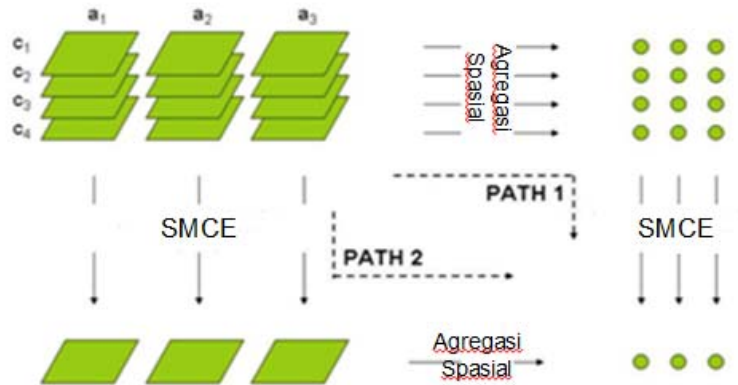 a1 a2 a3
c1
c2
c3
c4
Agregasi
Spasial
PATH 1
SMCE
SMCE
PATH 2
Agregasi
Spasial